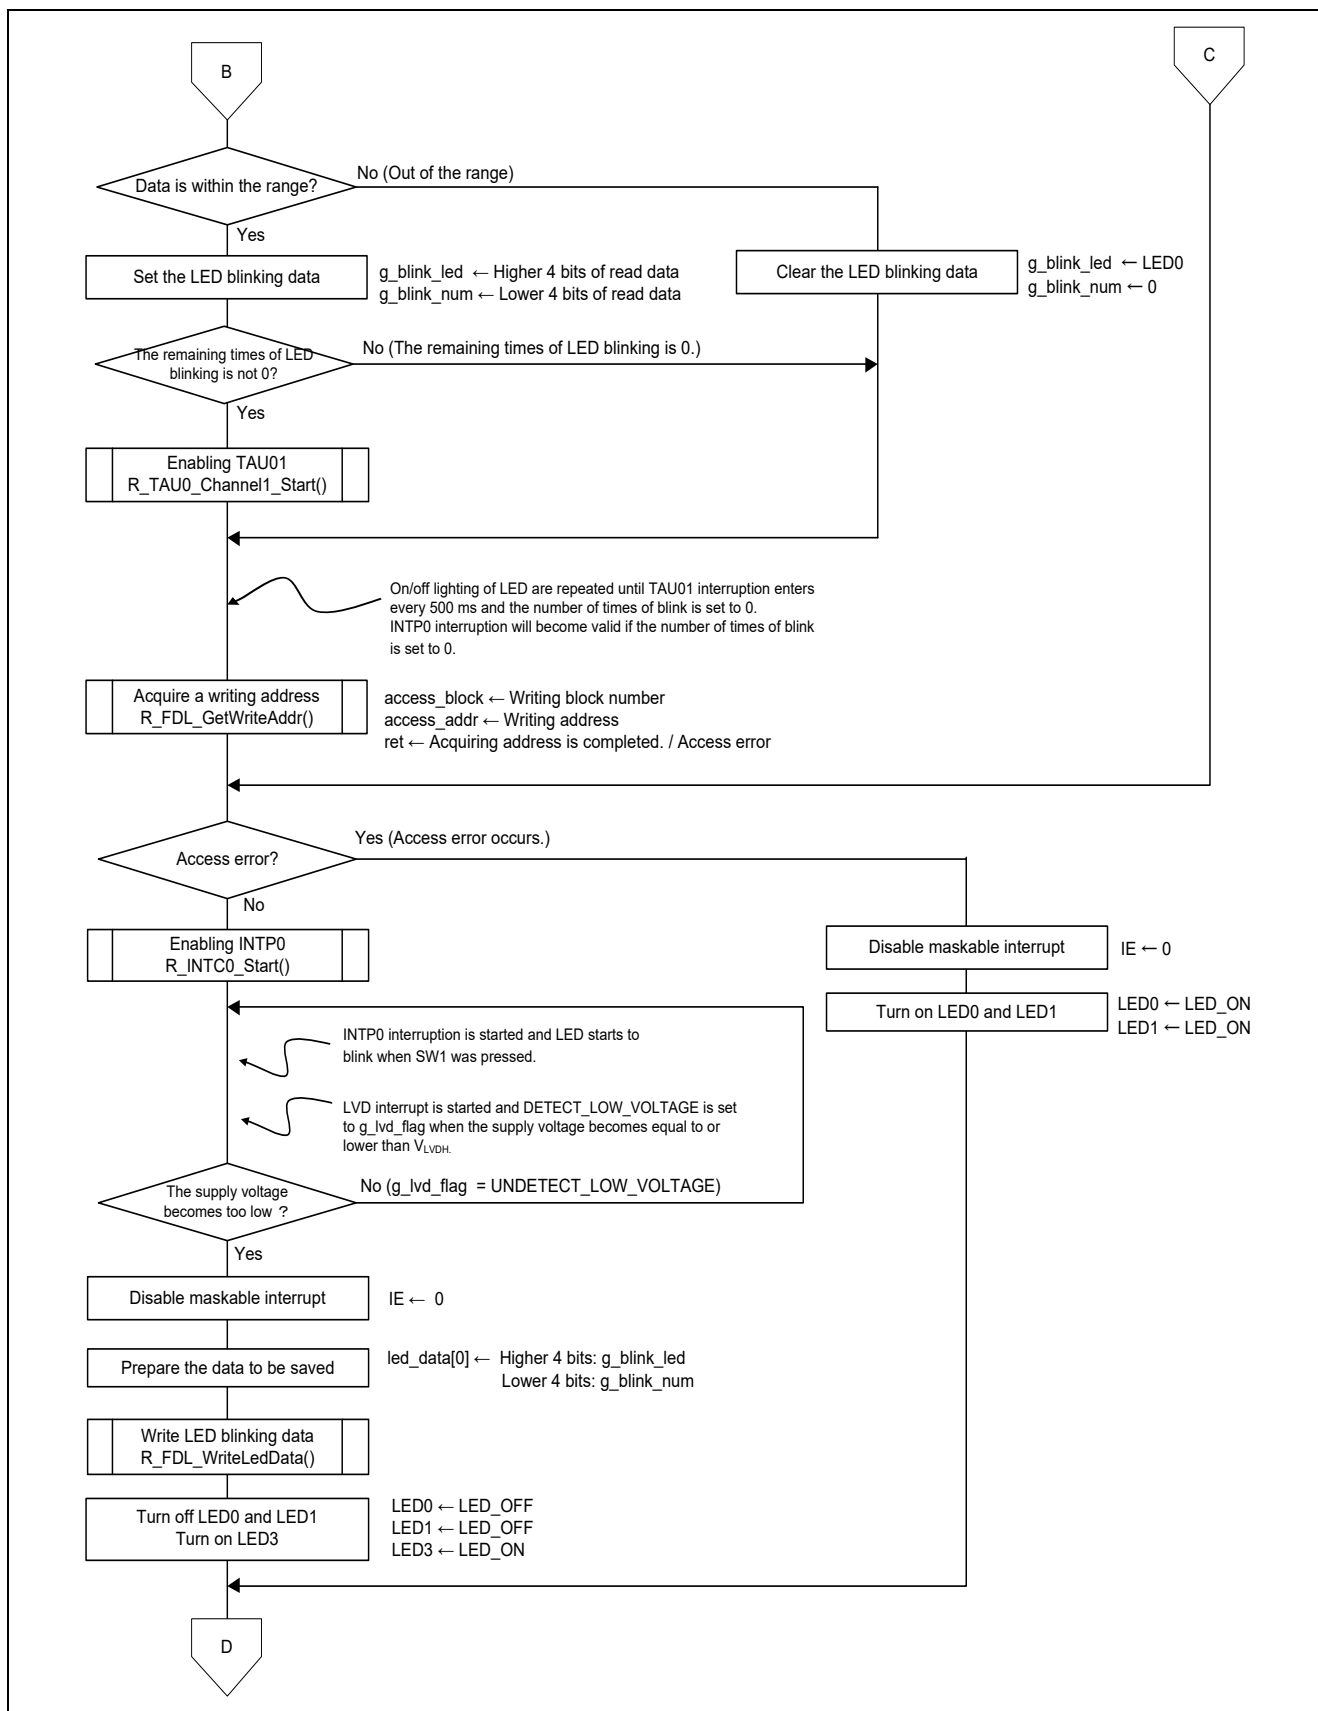 B
C
Data is within the range?
No (Out of the range)
Yes
Set the LED blinking data
g_blink_led ← Higher 4 bits of read data
g_blink_num ← Lower 4 bits of read data
Clear the LED blinking data
g_blink_led ← LED0
g_blink_num ← 0
The remaining times of LED
blinking is not 0?
No (The remaining times of LED blinking is 0.)
Yes
Enabling TAU01
R_TAU0_Channel1_Start()
On/off lighting of LED are repeated until TAU01 interruption enters
every 500 ms and the number of times of blink is set to 0.
INTP0 interruption will become valid if the number of times of blink
is set to 0.
Acquire a writing address
R_FDL_GetWriteAddr()
access_block ← Writing block number
access_addr ← Writing address
ret ← Acquiring address is completed. / Access error
Access error?
Yes (Access error occurs.)
No
Enabling INTP0
R_INTC0_Start()
Disable maskable interrupt
IE ← 0
Turn on LED0 and LED1
LED0 ← LED_ON
LED1 ← LED_ON
INTP0 interruption is started and LED starts to
blink when SW1 was pressed.
LVD interrupt is started and DETECT_LOW_VOLTAGE is set
to g_lvd_flag when the supply voltage becomes equal to or
lower than VLVDH.
The supply voltage
becomes too low ?
No (g_lvd_flag = UNDETECT_LOW_VOLTAGE)
Yes
Disable maskable interrupt
IE ← 0
Prepare the data to be saved
led_data[0] ← Higher 4 bits: g_blink_led
Lower 4 bits: g_blink_num
Write LED blinking data
R_FDL_WriteLedData()
Turn off LED0 and LED1
Turn on LED3
LED0 ← LED_OFF
LED1 ← LED_OFF
LED3 ← LED_ON
D